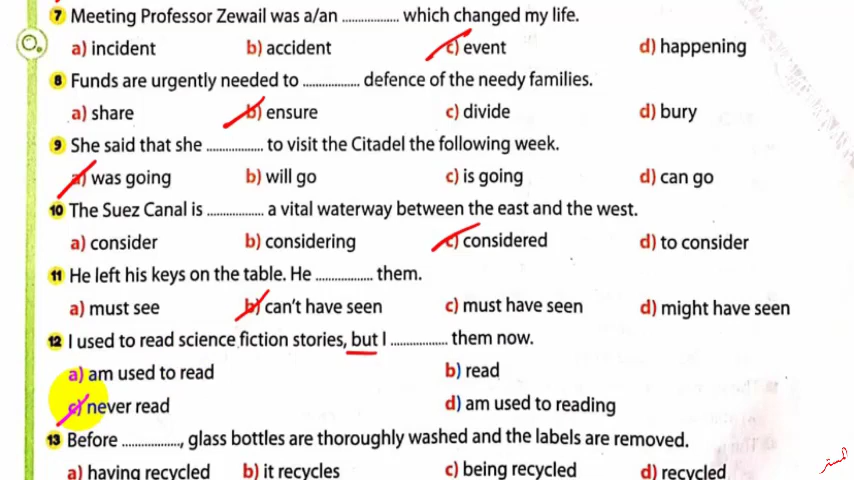 7 Meeting Professor Zewail was a/an .................. which changed my life.
a) incident b) accident c) event d) happening
8 Funds are urgently needed to .................. defence of the needy families.
a) share b) ensure c) divide d) bury
9 She said that she .................. to visit the Citadel the following week.
a) was going b) will go c) is going d) can go
10 The Suez Canal is .................. a vital waterway between the east and the west.
a) consider b) considering c) considered d) to consider
11 He left his keys on the table. He .................. them.
a) must see b) can't have seen c) must have seen d) might have seen
12 I used to read science fiction stories, but I .................. them now.
a) am used to read b) read
c) never read d) am used to reading
13 Before .................., glass bottles are thoroughly washed and the labels are removed.
a) having recycled b) it recycles c) being recycled d) recycled